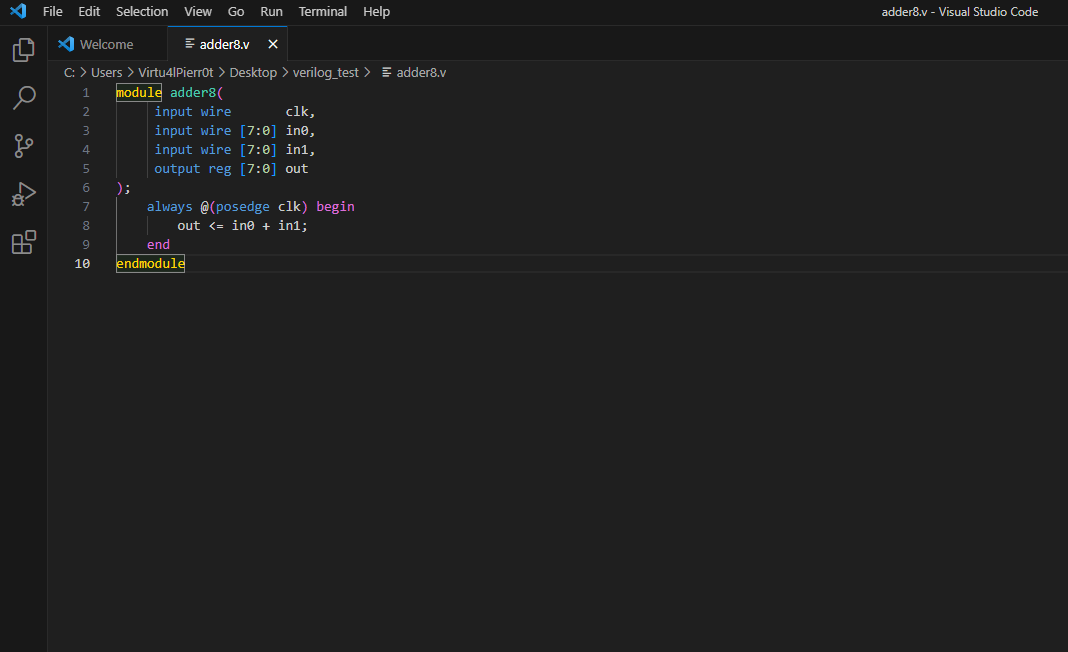 File Edit Selection View Go Run Terminal Help adder8.v - Visual Studio Code
Welcome adder8.v
C: > Users > Virtu4lPierr0t > Desktop > verilog_test > adder8.v
1 module adder8(
2      input wire       clk,
3      input wire [7:0] in0,
4      input wire [7:0] in1,
5      output reg [7:0] out
6 );
7     always @(posedge clk) begin
8         out <= in0 + in1;
9     end
10 endmodule